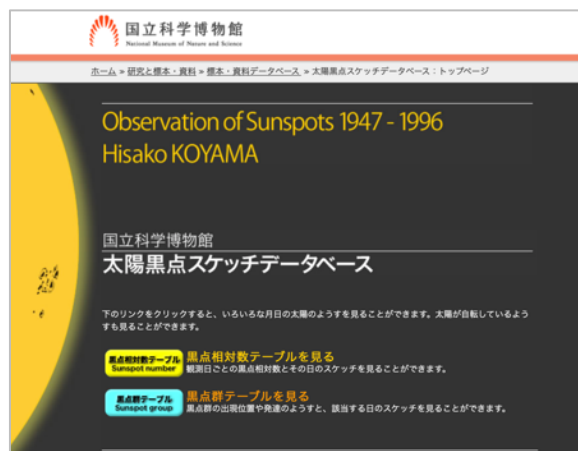 国立科学博物館
National Museum of Nature and Science
ホーム » 研究と標本・資料 » 標本・資料データベース » 太陽黒点スケッチデータベース：トップページ
Observation of Sunspots 1947 - 1996
Hisako KOYAMA
国立科学博物館
太陽黒点スケッチデータベース
下のリンクをクリックすると、いろいろな月日の太陽のようすを見ることができます。太陽が自転しているよう
すも見ることができます。
黒点相対数テーブル
Sunspot number
黒点相対数テーブルを見る
観測日ごとの黒点相対数とその日のスケッチを見ることができます。
黒点群テーブル
Sunspot group
黒点群テーブルを見る
黒点群の出現位置や発達のようすと、該当する日のスケッチを見ることができます。